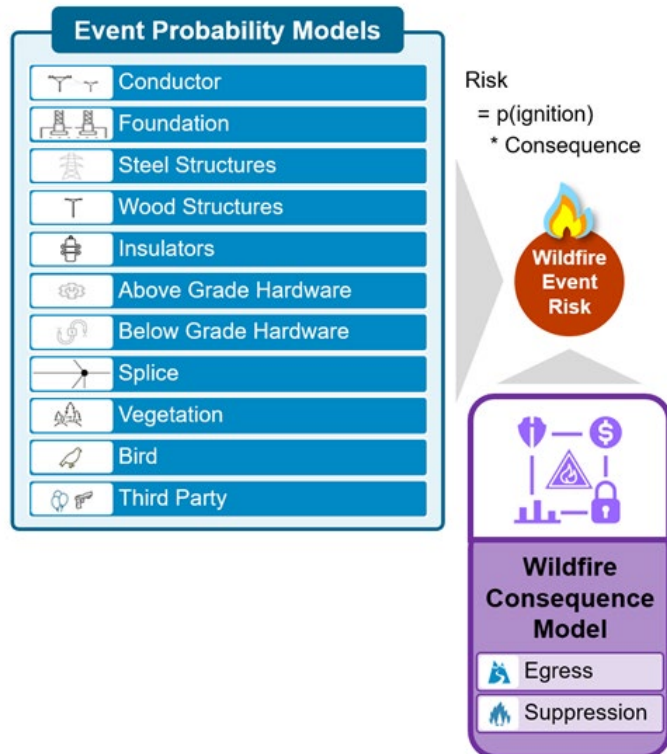 Event Probability Models
Conductor
Foundation
Steel Structures
Wood Structures
Insulators
Above Grade Hardware
Below Grade Hardware
Splice
Vegetation
Bird
Third Party
Risk
= p(ignition)
* Consequence
Wildfire
Event
Risk
$
Wildfire
Consequence
Model
Egress
Suppression